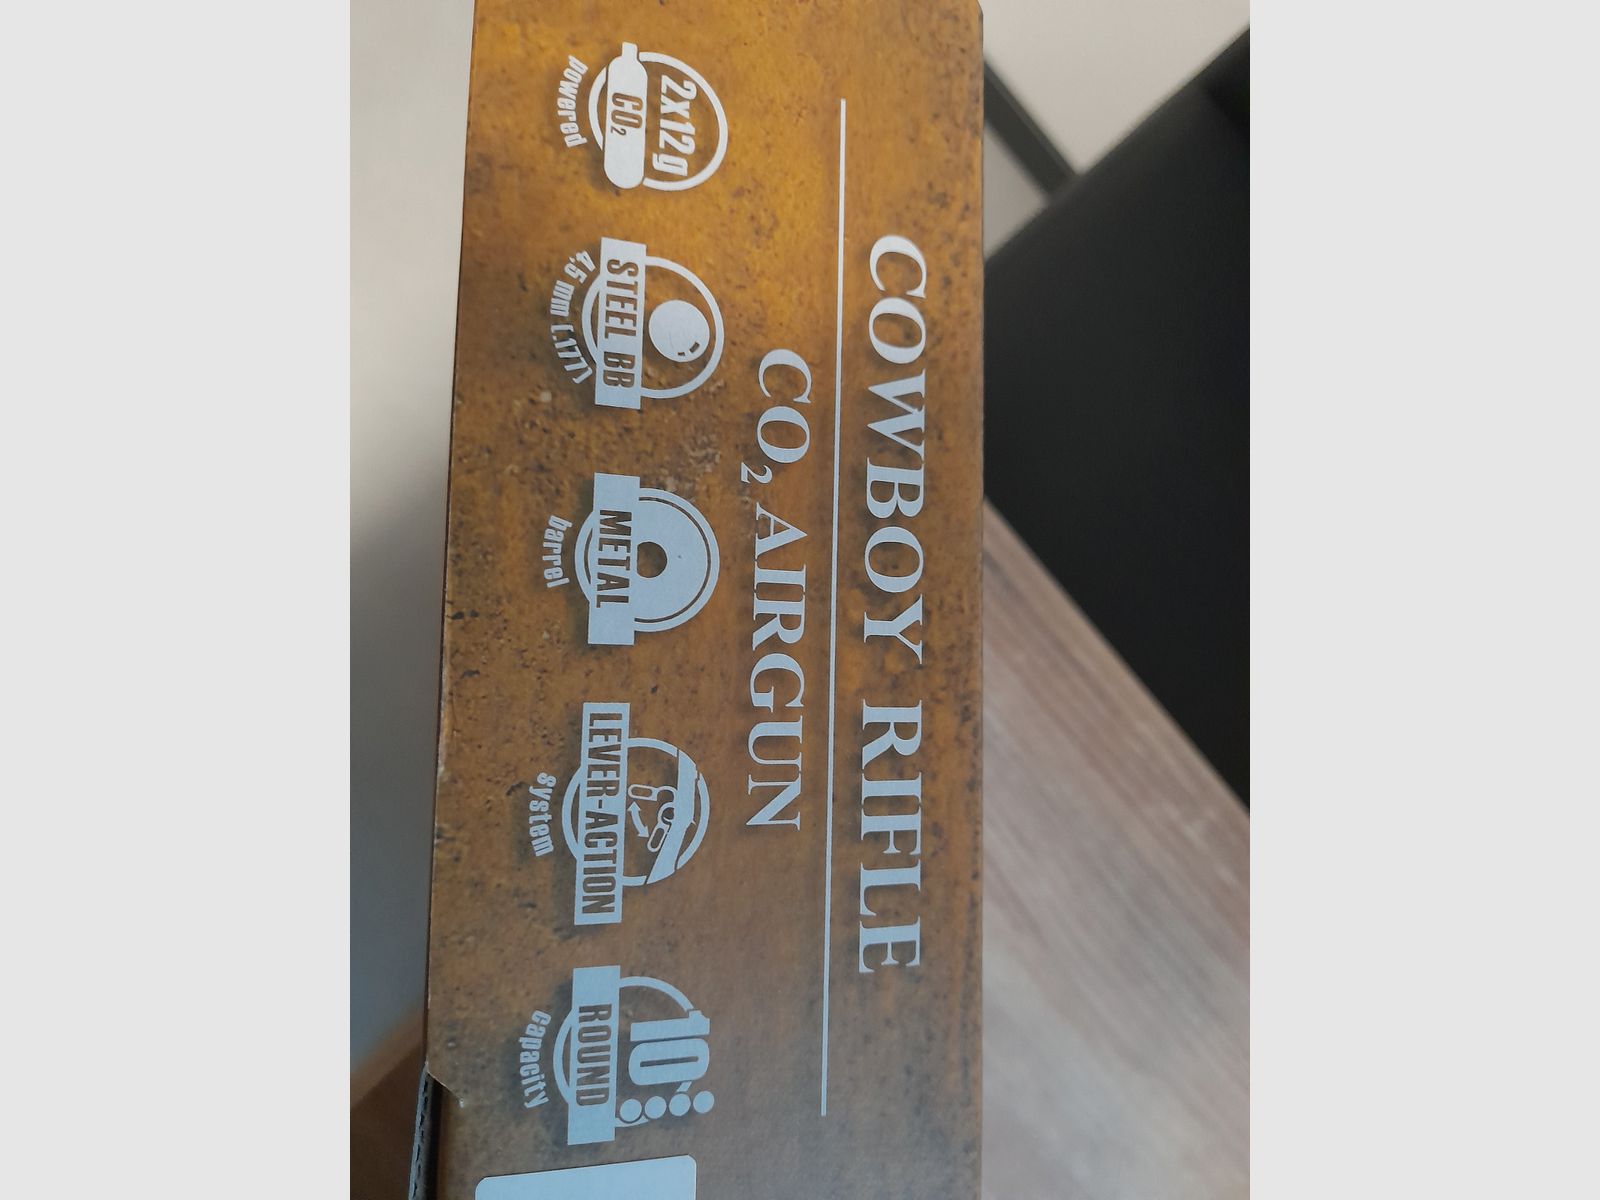 COWBOY RIFLE
CO₂ AIRGUN
2x12g
CO₂
powered
STEEL BB
4,5 mm (.177)
METAL
barrel
LEVER-ACTION
system
10
ROUND
capacity